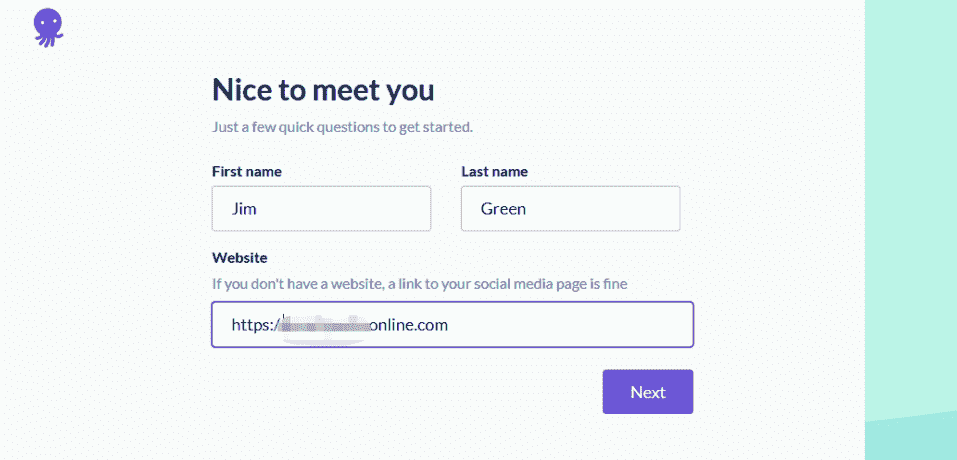 Nice to meet you
Just a few quick questions to get started.
First name Last name
Jim Green
Website
If you don't have a website, a link to your social media page is fine
https:/ online.com
Next